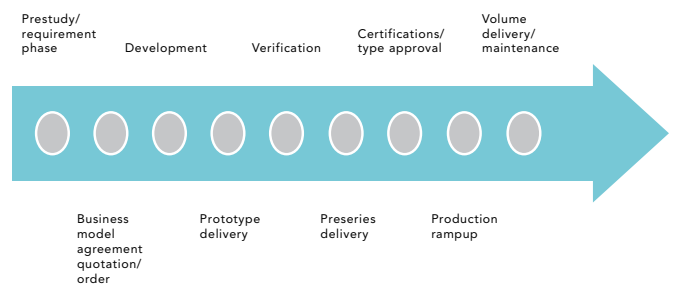 Prestudy/
requirement
phase
Development
Verification
Certifications/
type approval
Volume
delivery/
maintenance
Business
model
agreement
quotation/
order
Prototype
delivery
Preseries
delivery
Production
rampup